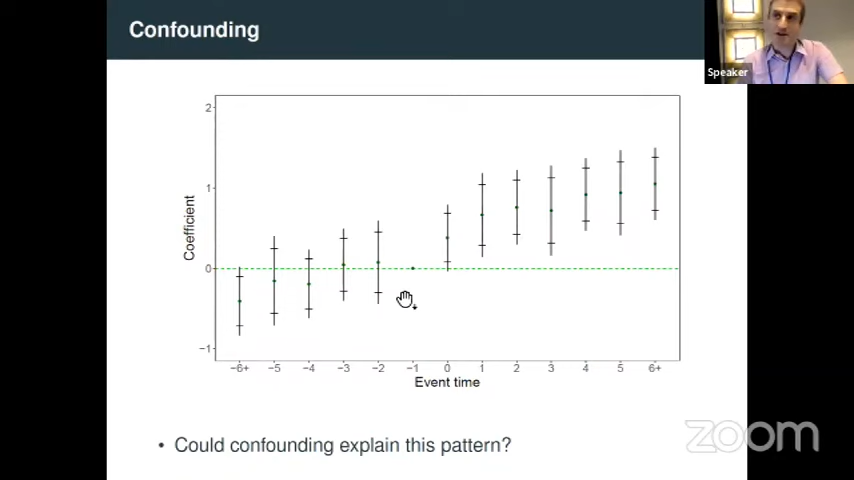 Confounding
Speaker
2
1
0
−1
Coefficient
−6+ −5 −4 −3 −2 −1 0 1 2 3 4 5 6+
Event time
• Could confounding explain this pattern?
zoom